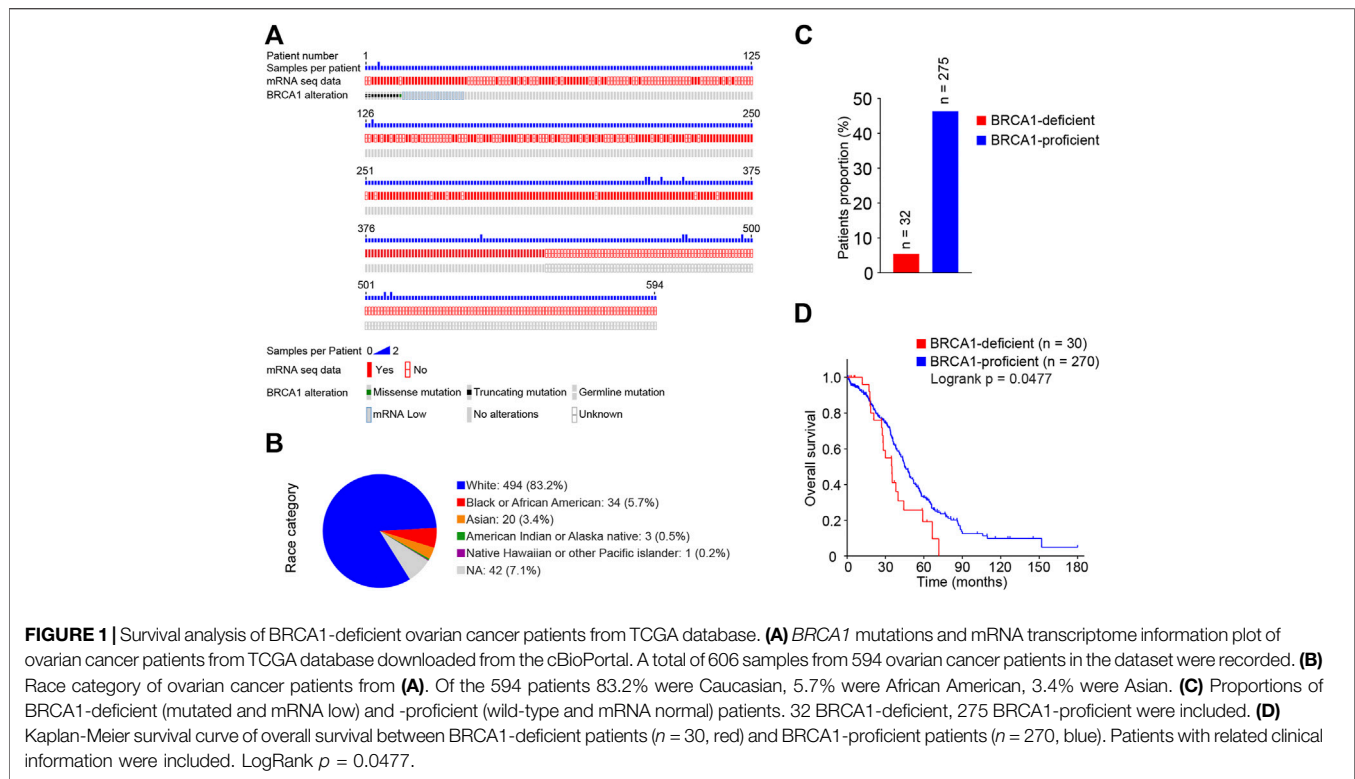 A
Patient number
1 125
Samples per patient
mRNA seq data
BRCA1 alteration
126 250
251 375
376 500
501 594
Samples per Patient 0 2
mRNA seq data Yes No
BRCA1 alteration Missense mutation Truncating mutation Germline mutation
mRNA Low No alterations Unknown
B
Race category
White: 494 (83.2%)
Black or African American: 34 (5.7%)
Asian: 20 (3.4%)
American Indian or Alaska native: 3 (0.5%)
Native Hawaiian or other Pacific islander: 1 (0.2%)
NA: 42 (7.1%)
C
Patients proportion (%)
50
40
30
20
10
0
n = 32
n = 275
BRCA1-deficient
BRCA1-proficient
D
BRCA1-deficient (n = 30)
BRCA1-proficient (n = 270)
Logrank p = 0.0477
Overall survival
1.0
0.8
0.6
0.4
0.2
0
0 30 60 90 120 150 180
Time (months)
FIGURE 1 | Survival analysis of BRCA1-deficient ovarian cancer patients from TCGA database. (A) BRCA1 mutations and mRNA transcriptome information plot of
ovarian cancer patients from TCGA database downloaded from the cBioPortal. A total of 606 samples from 594 ovarian cancer patients in the dataset were recorded. (B)
Race category of ovarian cancer patients from (A). Of the 594 patients 83.2% were Caucasian, 5.7% were African American, 3.4% were Asian. (C) Proportions of
BRCA1-deficient (mutated and mRNA low) and -proficient (wild-type and mRNA normal) patients. 32 BRCA1-deficient, 275 BRCA1-proficient were included. (D)
Kaplan-Meier survival curve of overall survival between BRCA1-deficient patients (n = 30, red) and BRCA1-proficient patients (n = 270, blue). Patients with related clinical
information were included. LogRank p = 0.0477.